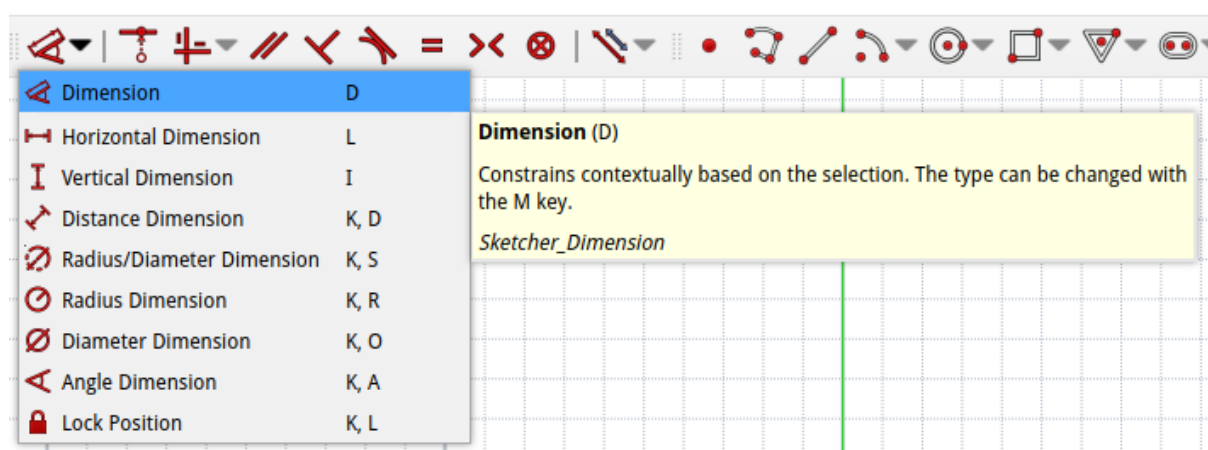 Dimension D
Horizontal Dimension L
Vertical Dimension I
Distance Dimension K, D
Radius/Diameter Dimension K, S
Radius Dimension K, R
Diameter Dimension K, O
Angle Dimension K, A
Lock Position K, L
Dimension (D)
Constrains contextually based on the selection. The type can be changed with
the M key.
Sketcher_Dimension